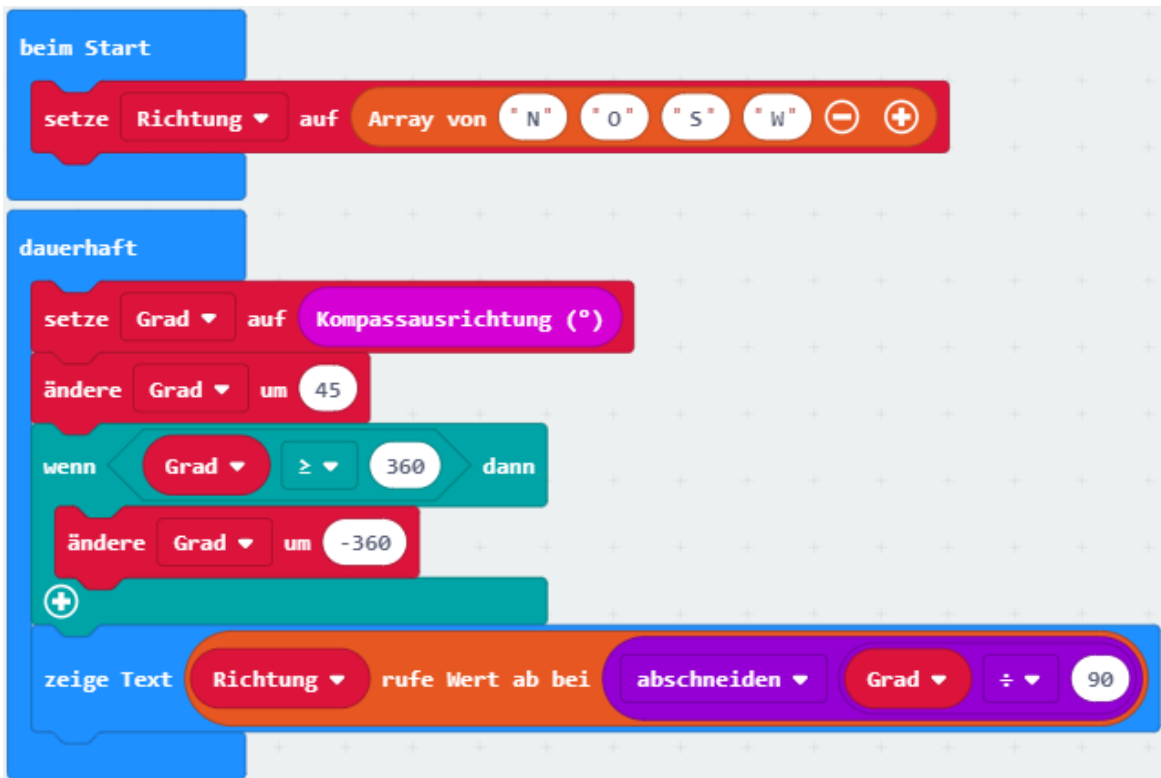 beim Start
setze Richtung auf Array von "N" "O" "S" "W"
dauerhaft
setze Grad auf Kompassausrichtung (°)
ändere Grad um 45
wenn Grad ≥ 360 dann
ändere Grad um -360
zeige Text Richtung rufe Wert ab bei abschneiden Grad ÷ 90